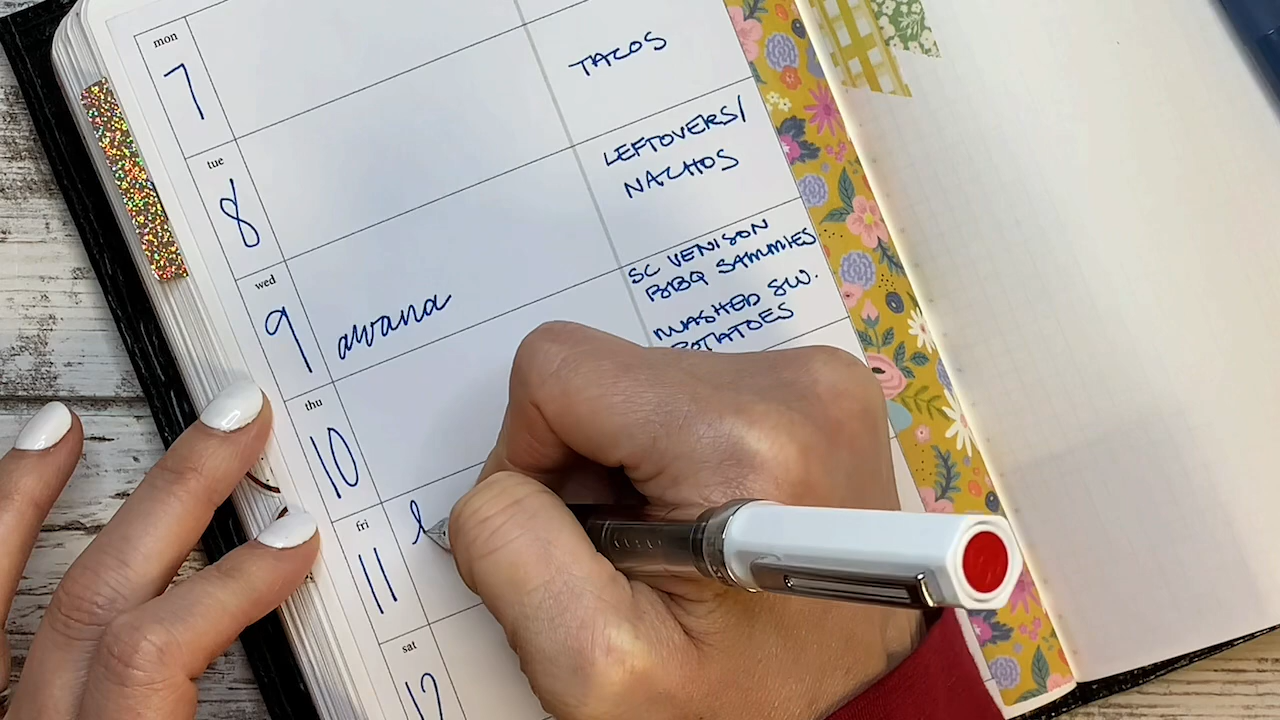 mon
7
TACOS
tue
8
LEFTOVERS/
NACHOS
wed
9
awana
SC VENISON
BBQ SAMMIES
MASHED SW.
POTATOES
thu
10
fri
11
sat
12